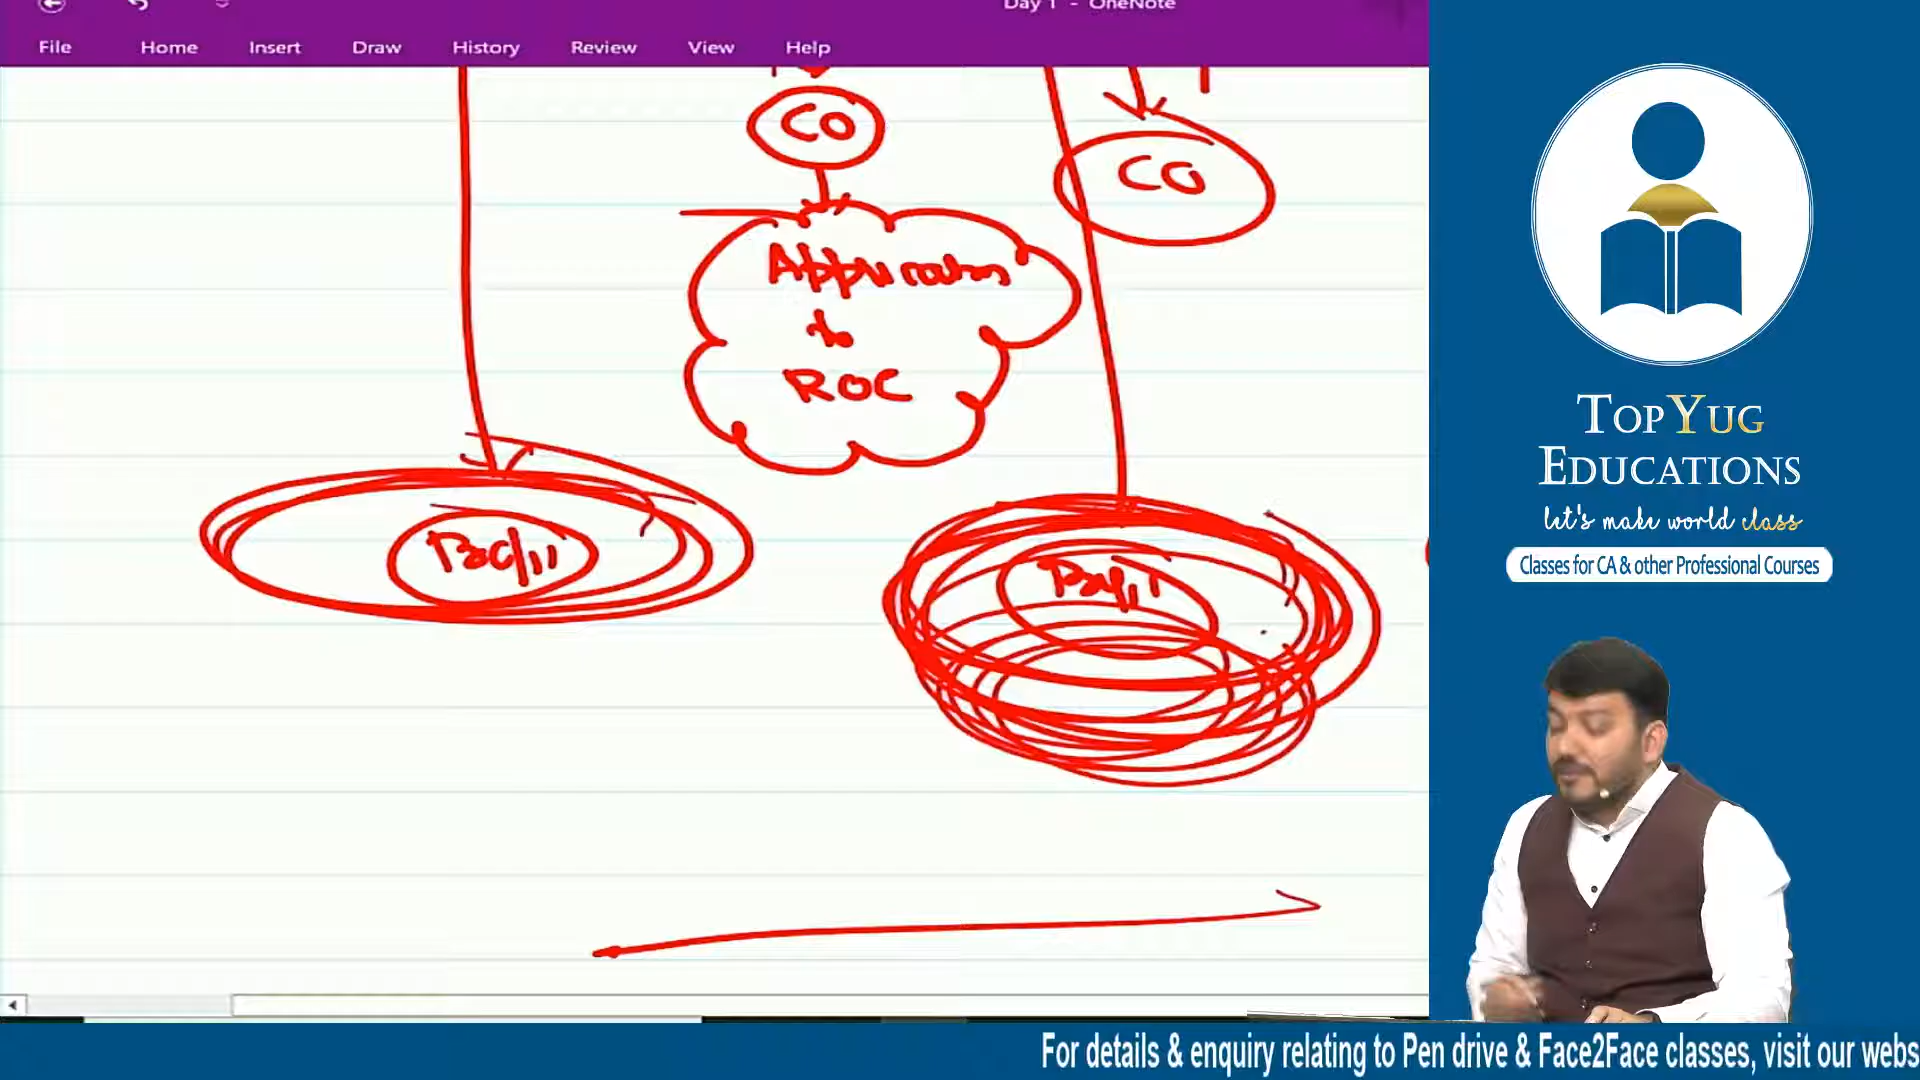 Day 1 - OneNote
File Home Insert Draw History Review View Help
CO
CO
Application
to
ROC
TOPYUG
EDUCATIONS
let's make world class
Classes for CA & other Professional Courses
For details & enquiry relating to Pen drive & Face2Face classes, visit our webs